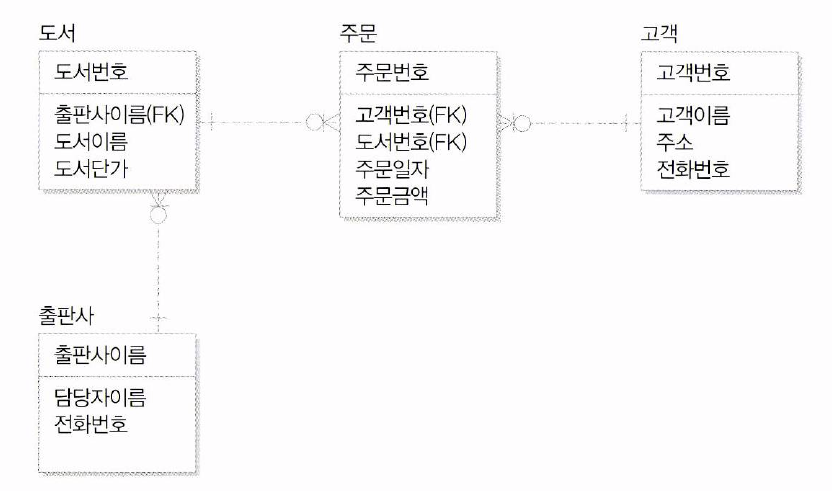 도서
도서번호
출판사이름(FK)
도서이름
도서단가
주문
주문번호
고객번호(FK)
도서번호(FK)
주문일자
주문금액
고객
고객번호
고객이름
주소
전화번호
출판사
출판사이름
담당자이름
전화번호